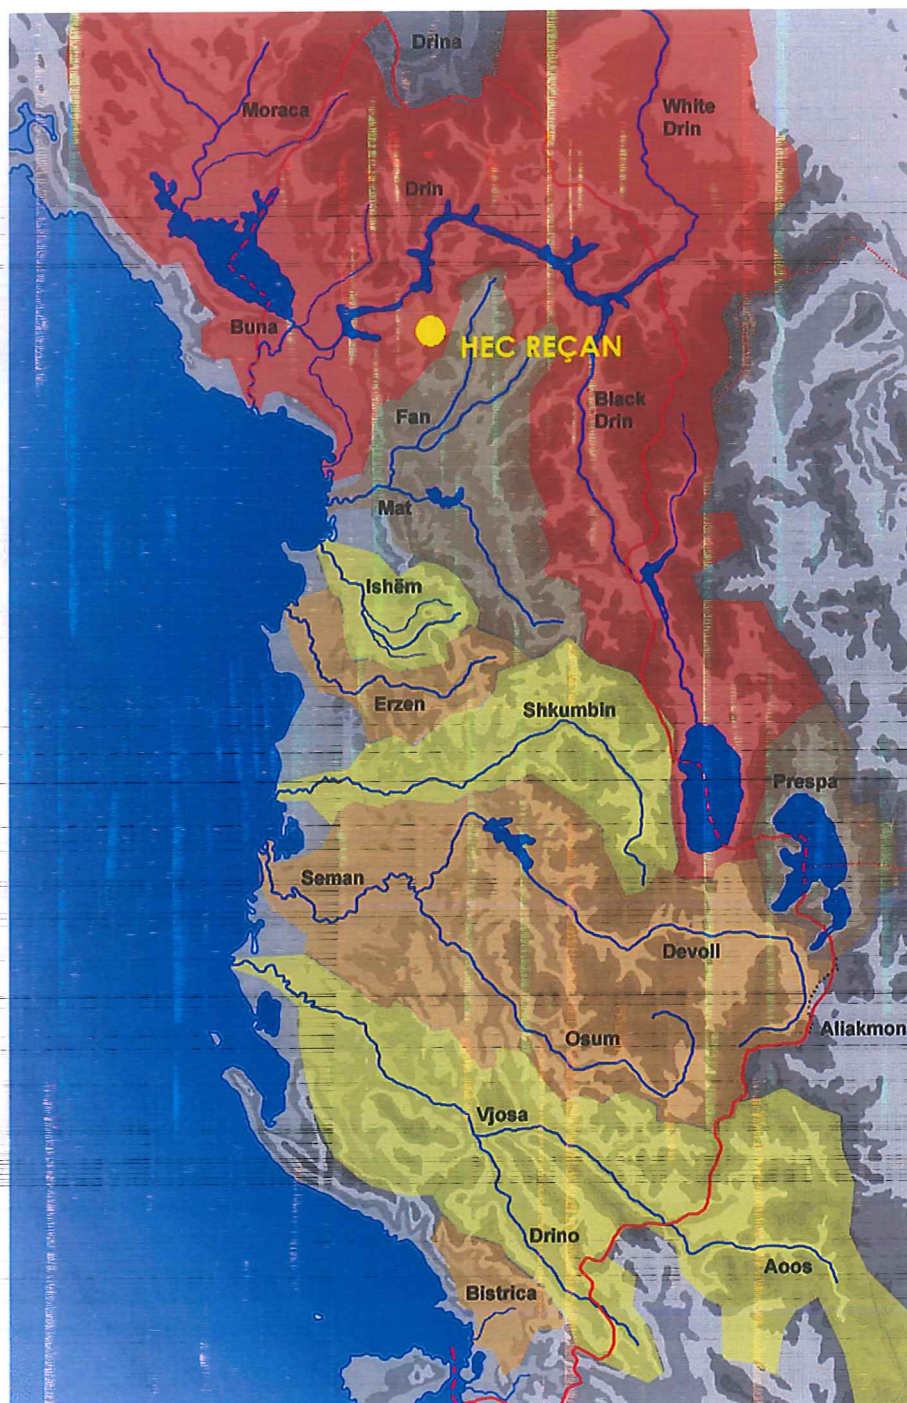 Drina
Moraca
White
Drin
Drin
Buna
HEC REÇAN
Black
Drin
Fan
Mat
Ishëm
Erzen
Shkumbin
Prespa
Seman
Devoll
Osum
Aliakmon
Vjosa
Drino
Aoos
Bistrica